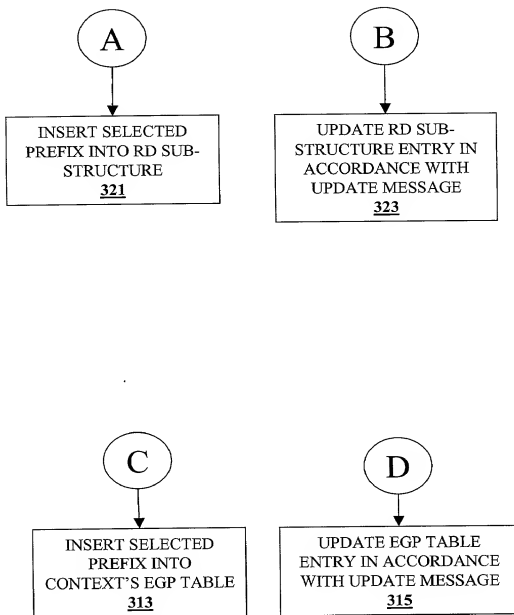 A
INSERT SELECTED
PREFIX INTO RD SUB-
STRUCTURE
321
B
UPDATE RD SUB-
STRUCTURE ENTRY IN
ACCORDANCE WITH
UPDATE MESSAGE
323
C
INSERT SELECTED
PREFIX INTO
CONTEXT'S EGP TABLE
313
D
UPDATE EGP TABLE
ENTRY IN ACCORDANCE
WITH UPDATE MESSAGE
315